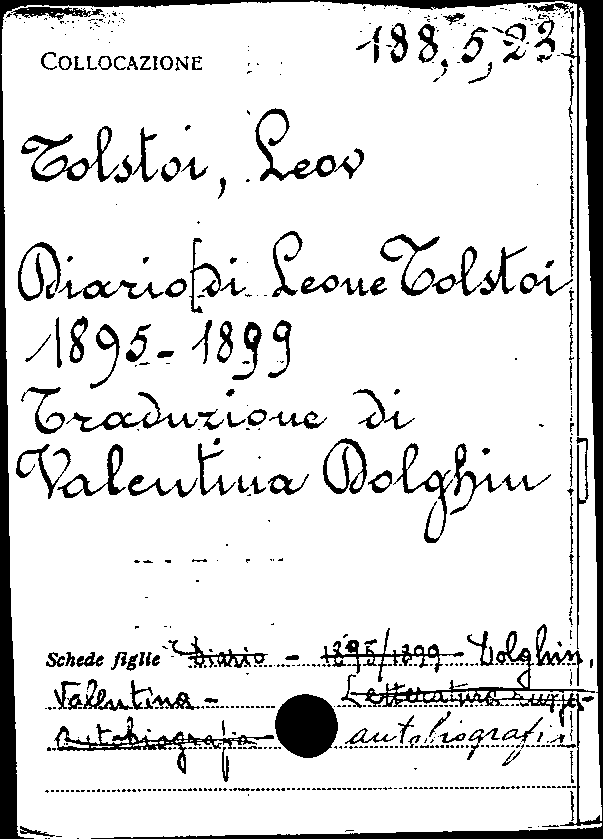 COLLOCAZIONE 188,5,23
Tolstoi, Leov
Diario[di Leone Tolstoi
1895-1899
Traduzione di
Valentina Dolghin
Schede figlie Diario - 1895/1899 - Dolghin,
Valentina - Letteratura russa-
Autobiografia - autobiografia